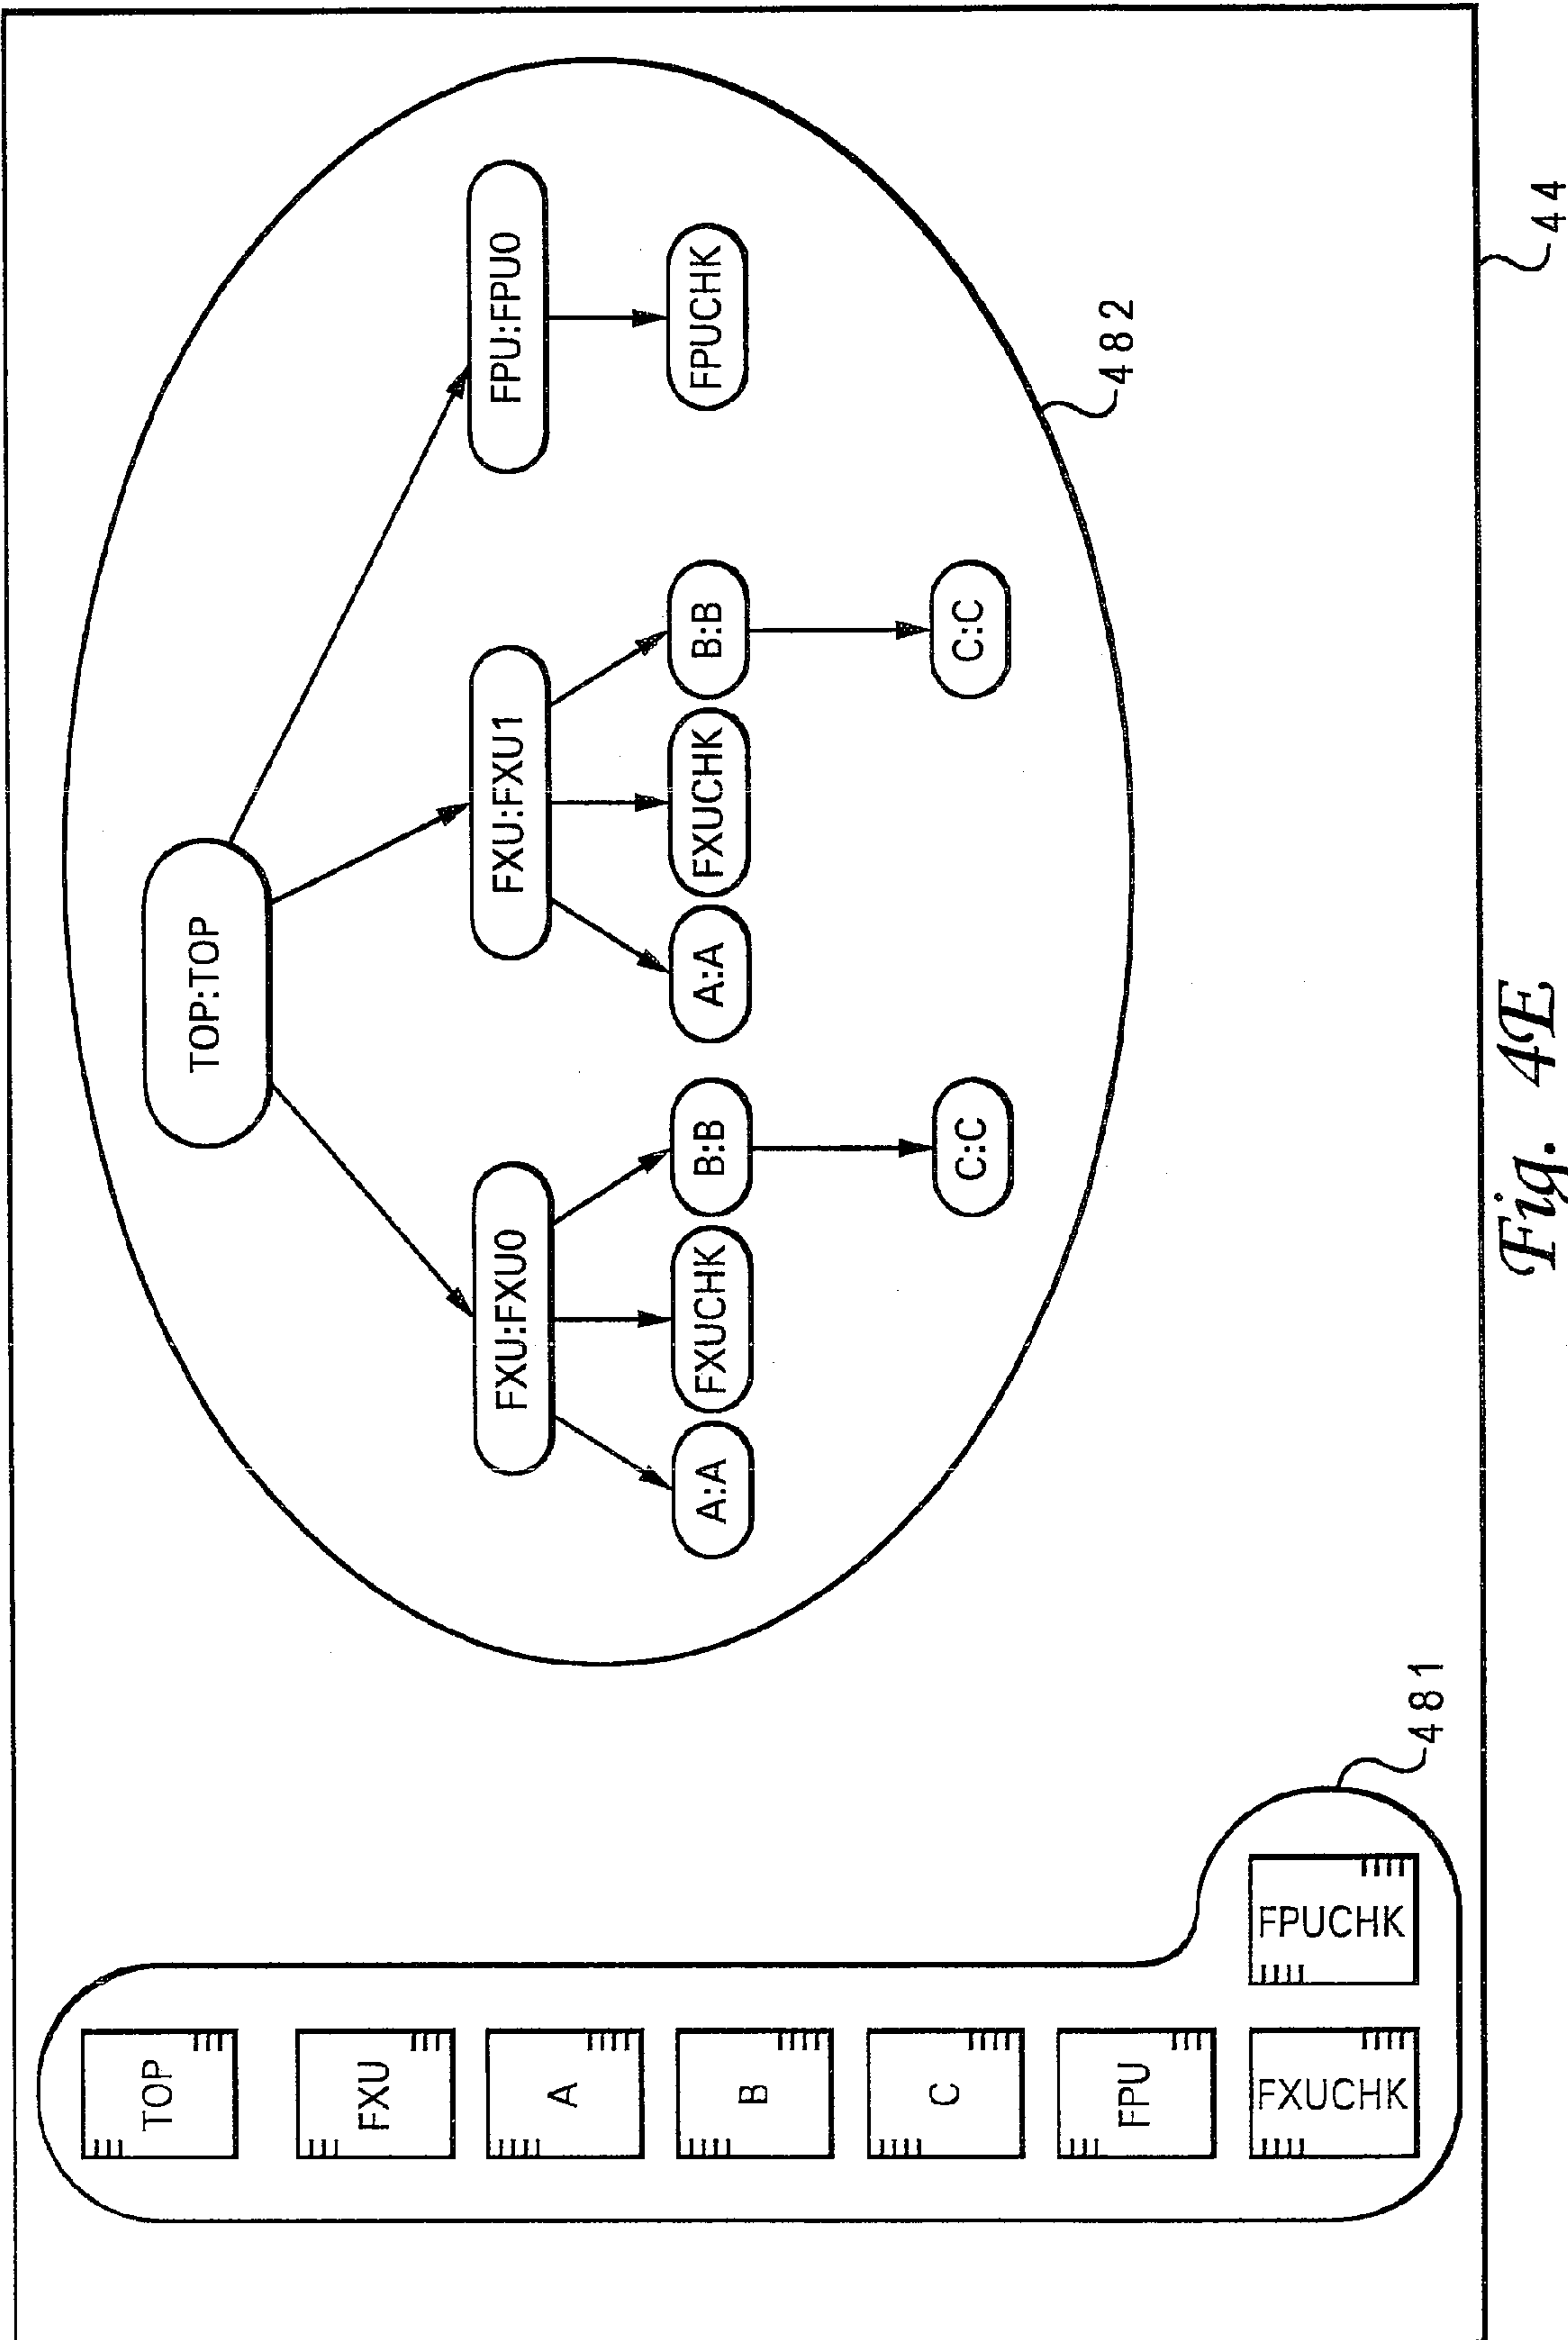 TOP
FXU
A
B
C
FPU
FXUCHK
FPUCHK
481
TOP:TOP
FXU:FXU0
FXU:FXU1
FPU:FPU0
A:A
FXUCHK
B:B
A:A
FXUCHK
B:B
FPUCHK
C:C
C:C
482
44
Fig. 4E